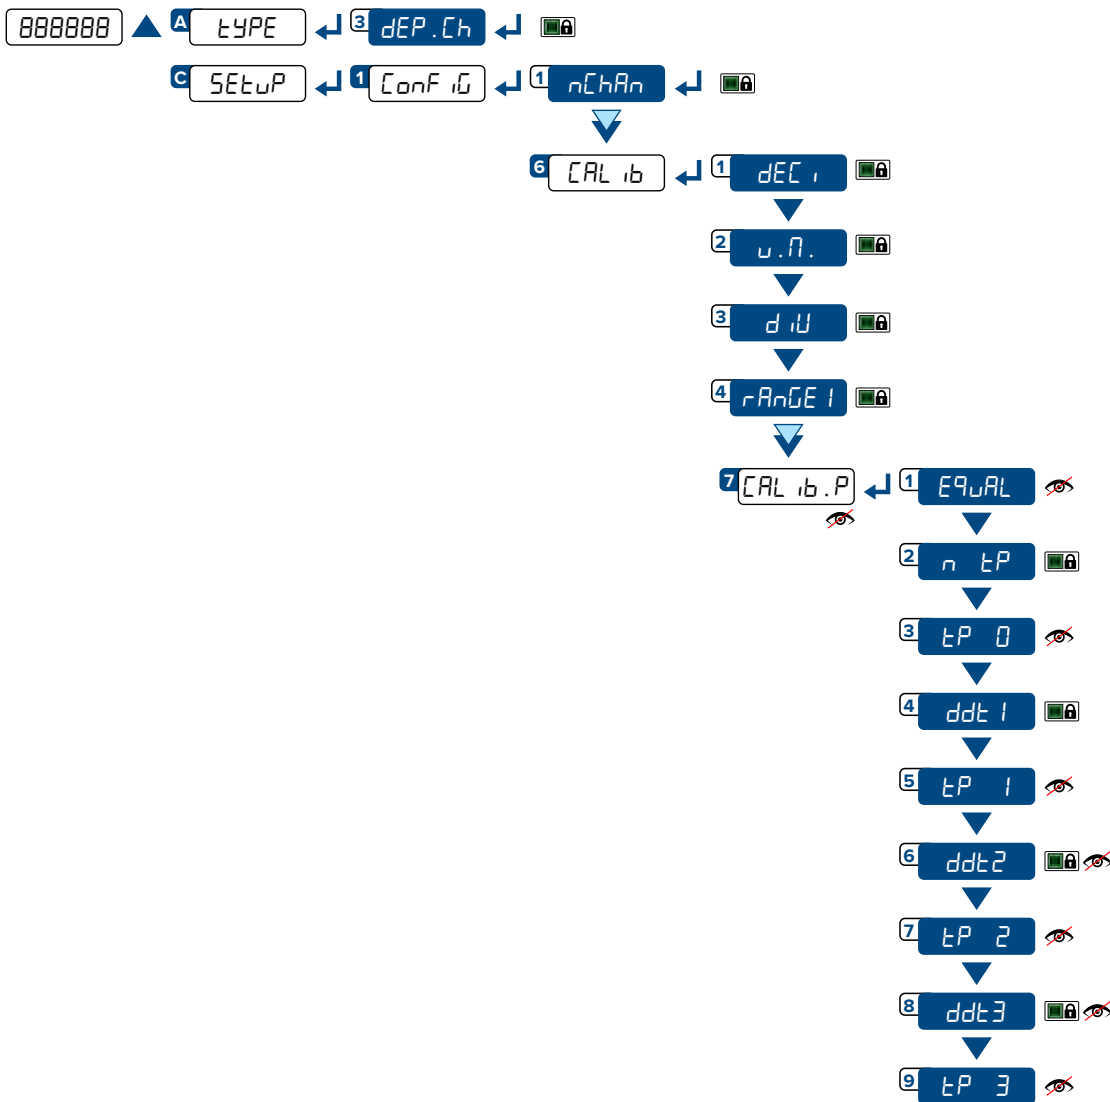 888888 A tYPE 3 dEP.Ch
C SEtuP 1 ConFiG 1 nChAn
6 CALib 1 dECi
2 u.M.
3 diU
4 rAnGE1
7 CALib.P 1 EquAL
2 n tP
3 tP 0
4 ddt1
5 tP 1
6 ddt2
7 tP 2
8 ddt3
9 tP 3